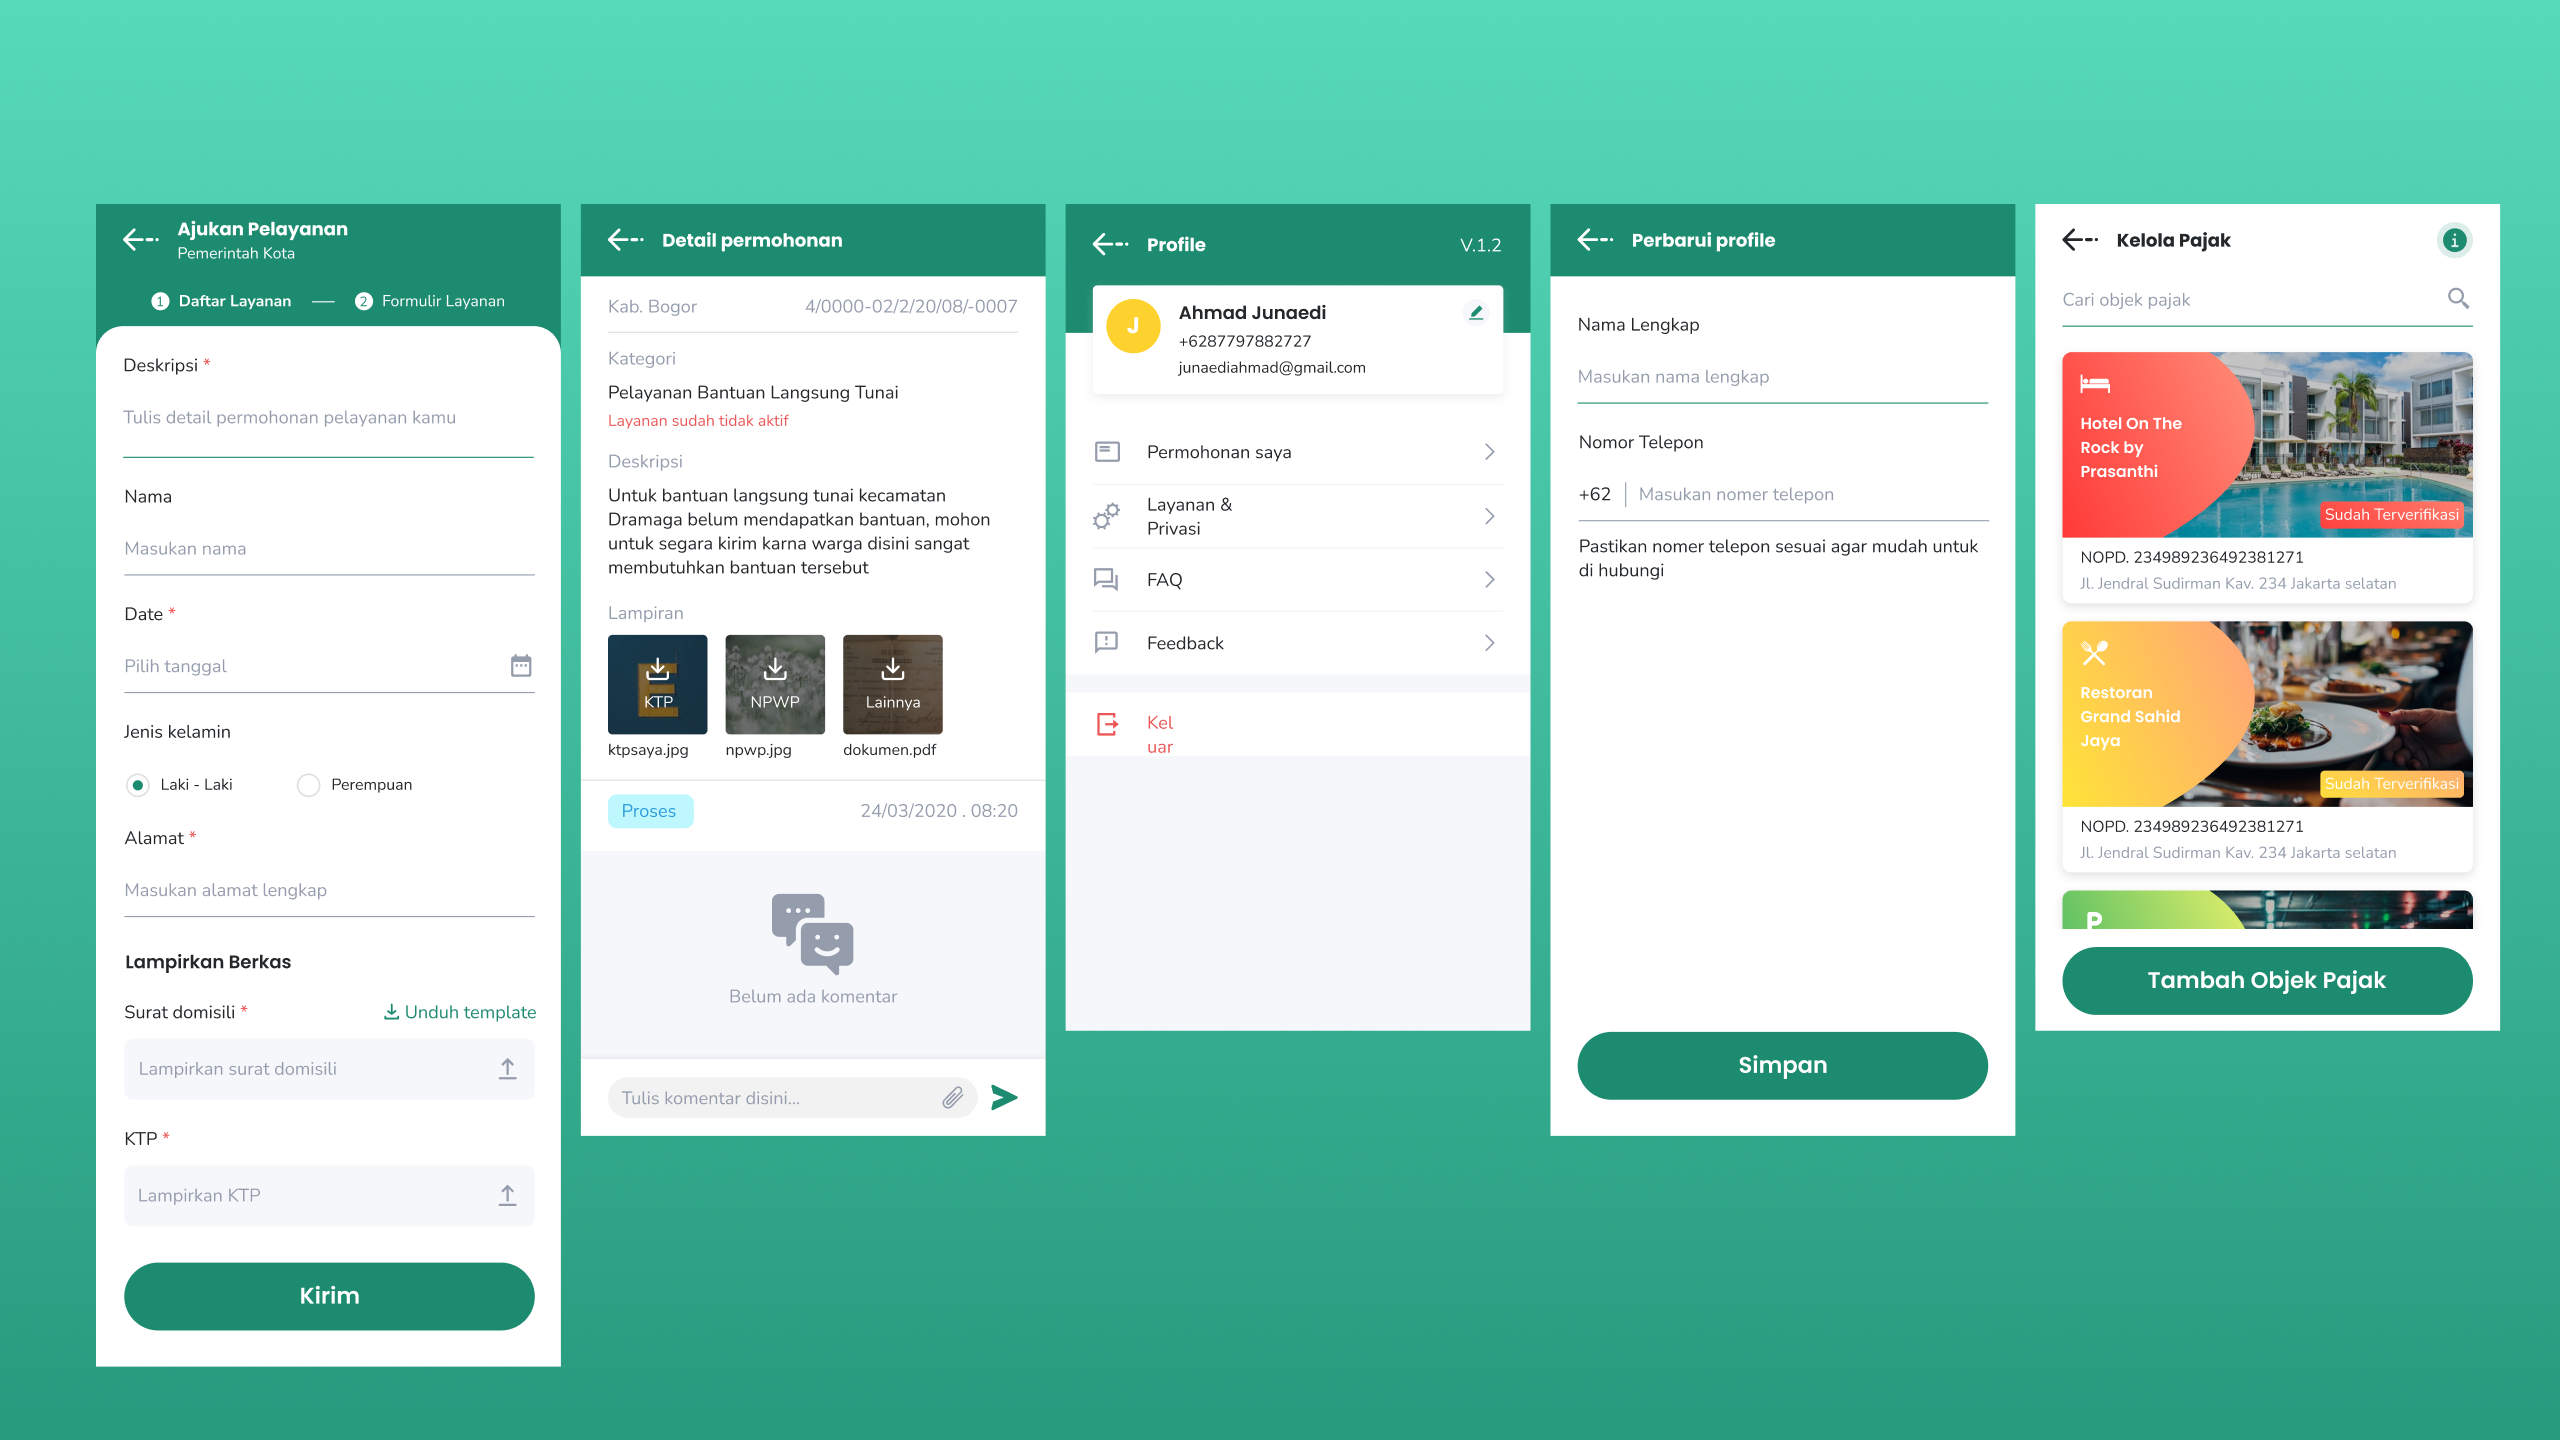 Ajukan Pelayanan
Pemerintah Kota
1 Daftar Layanan
2 Formulir Layanan
Deskripsi *
Tulis detail permohonan pelayanan kamu
Nama
Masukan nama
Date *
Pilih tanggal
Jenis kelamin
Laki - Laki
Perempuan
Alamat *
Masukan alamat lengkap
Lampirkan Berkas
Surat domisili *
Unduh template
Lampirkan surat domisili
KTP *
Lampirkan KTP
Kirim
Detail permohonan
Kab. Bogor
4/0000-02/2/20/08/-0007
Kategori
Pelayanan Bantuan Langsung Tunai
Layanan sudah tidak aktif
Deskripsi
Untuk bantuan langsung tunai kecamatan
Dramaga belum mendapatkan bantuan, mohon
untuk segara kirim karna warga disini sangat
membutuhkan bantuan tersebut
Lampiran
E
KTP
NPWP
Lainnya
ktpsaya.jpg
npwp.jpg
dokumen.pdf
Proses
24/03/2020 . 08:20
Belum ada komentar
Tulis komentar disini...
Profile
V.1.2
J
Ahmad Junaedi
+6287797882727
junaediahmad@gmail.com
Permohonan saya
Layanan &
Privasi
FAQ
Feedback
Kel
uar
Perbarui profile
Nama Lengkap
Masukan nama lengkap
Nomor Telepon
+62
Masukan nomer telepon
Pastikan nomer telepon sesuai agar mudah untuk
di hubungi
Simpan
Kelola Pajak
i
Cari objek pajak
Hotel On The
Rock by
Prasanthi
Sudah Terverifikasi
NOPD. 234989236492381271
Jl. Jendral Sudirman Kav. 234 Jakarta selatan
Restoran
Grand Sahid
Jaya
Sudah Terverifikasi
NOPD. 234989236492381271
Jl. Jendral Sudirman Kav. 234 Jakarta selatan
P
Tambah Objek Pajak